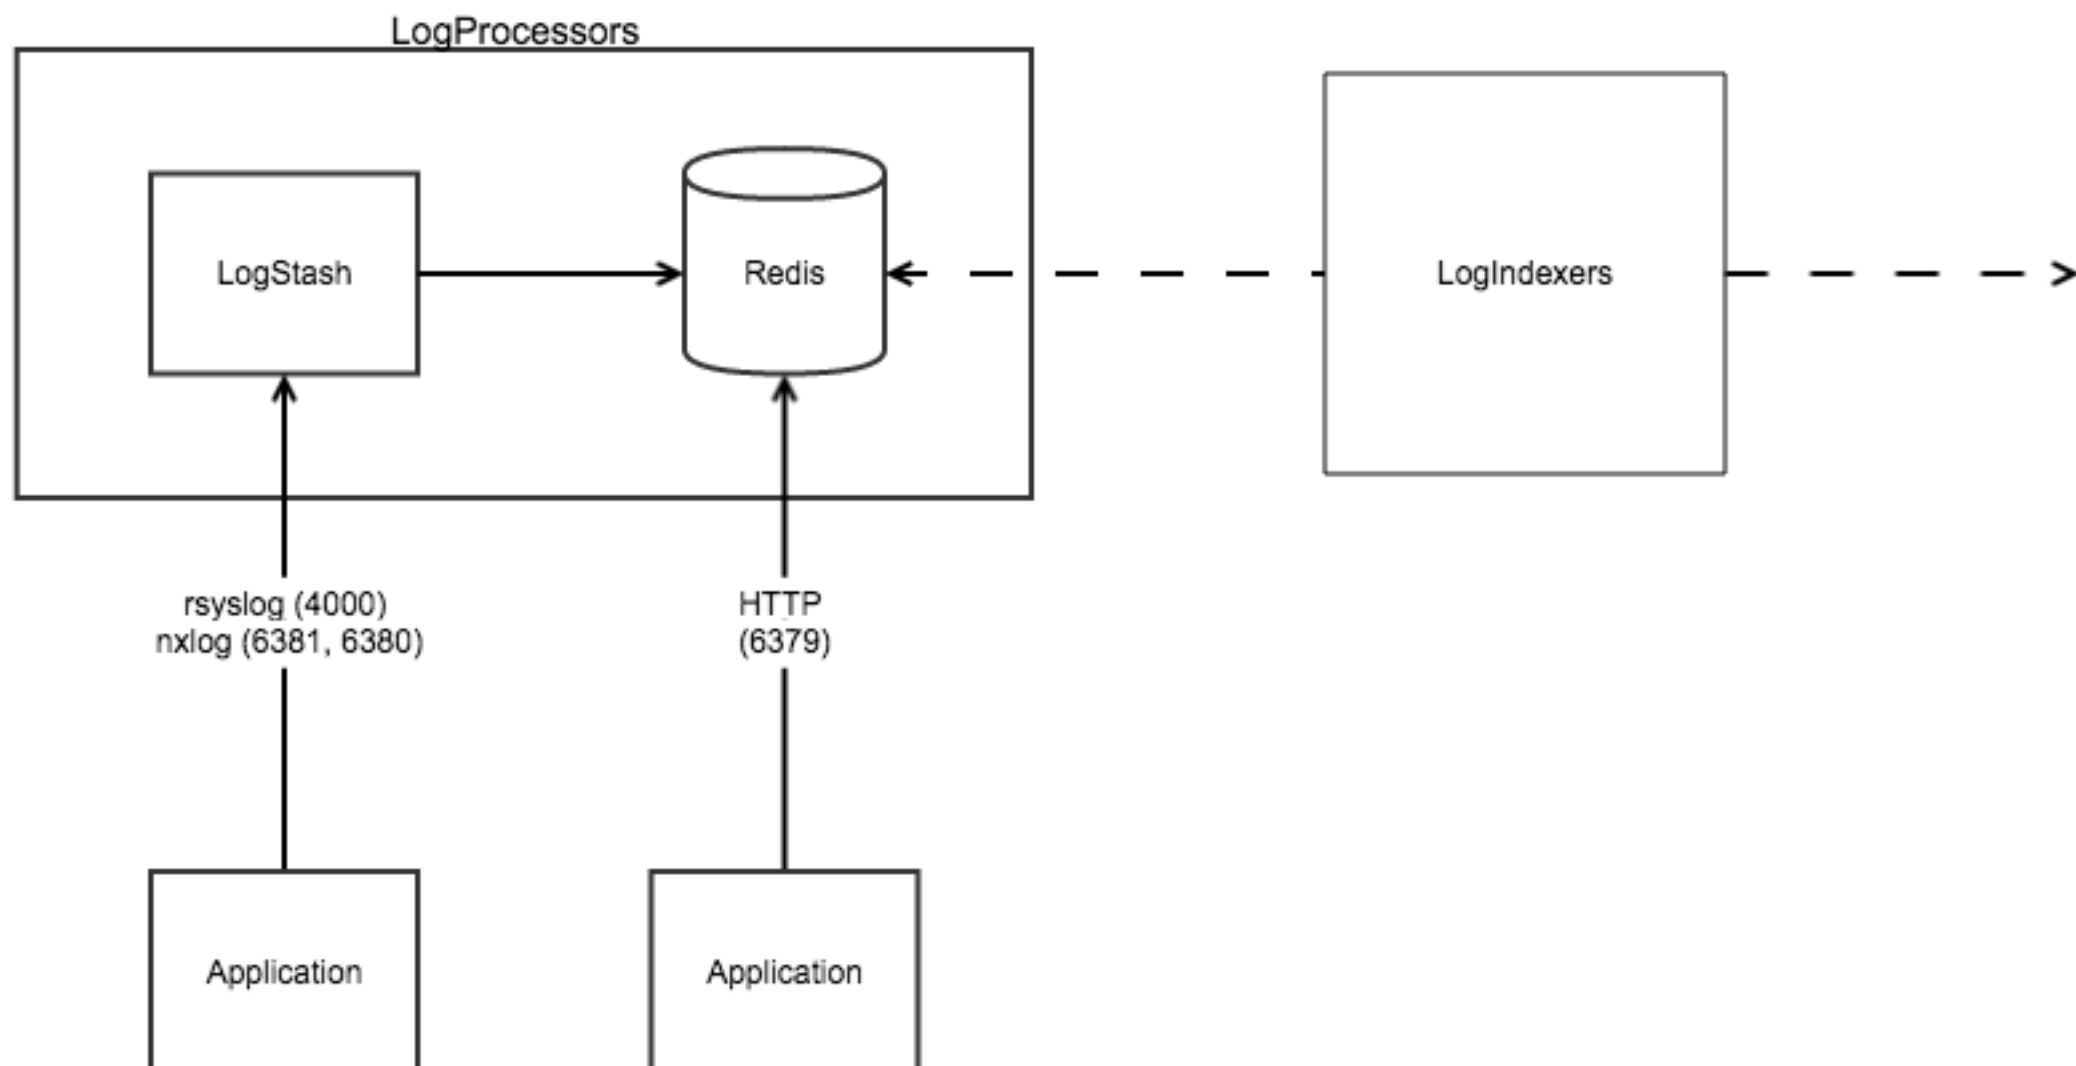 LogProcessors
LogStash
Redis
LogIndexers
rsyslog (4000)
nxlog (6381, 6380)
HTTP
(6379)
Application
Application